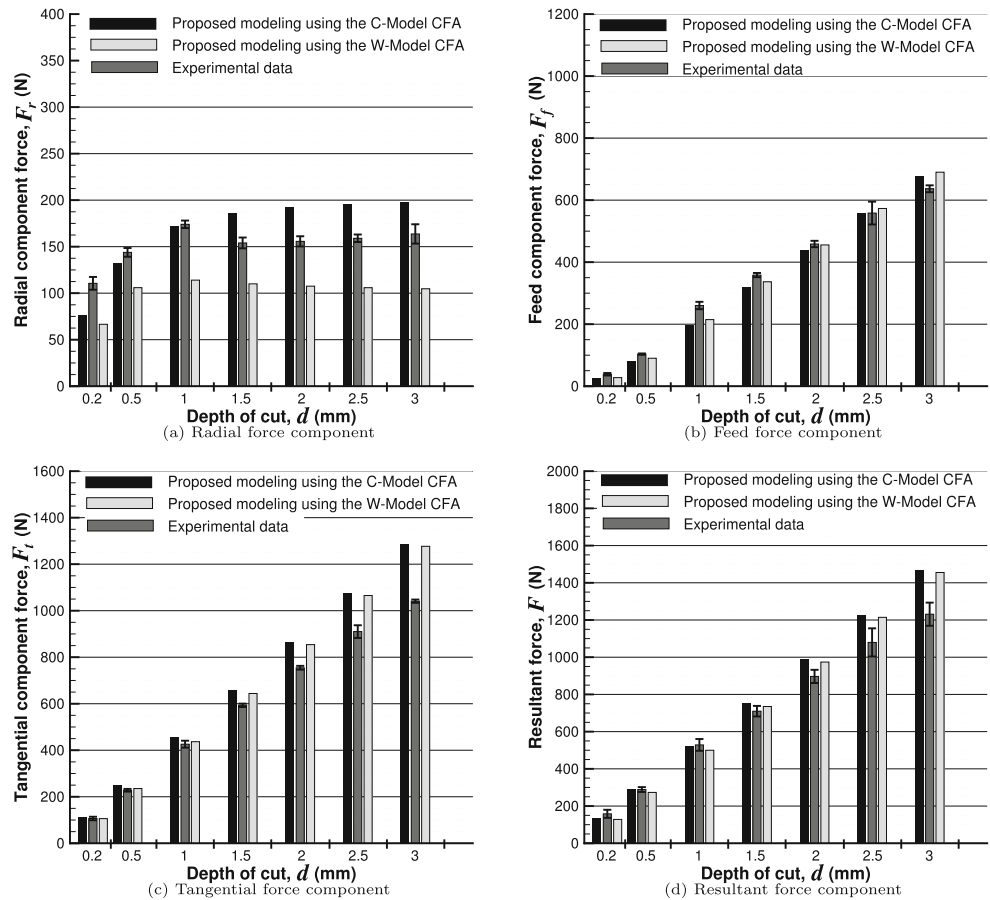 Radial component force, Fr (N)
400
350
300
250
200
150
100
50
0
Proposed modeling using the C-Model CFA
Proposed modeling using the W-Model CFA
Experimental data
0.2 0.5 1 1.5 2 2.5 3
Depth of cut, d (mm)
(a) Radial force component
Feed component force, Ff (N)
1200
1000
800
600
400
200
0
Proposed modeling using the C-Model CFA
Proposed modeling using the W-Model CFA
Experimental data
0.2 0.5 1 1.5 2 2.5 3
Depth of cut, d (mm)
(b) Feed force component
Tangential component force, Ft (N)
1600
1400
1200
1000
800
600
400
200
0
Proposed modeling using the C-Model CFA
Proposed modeling using the W-Model CFA
Experimental data
0.2 0.5 1 1.5 2 2.5 3
Depth of cut, d (mm)
(c) Tangential force component
Resultant force, F (N)
2000
1800
1600
1400
1200
1000
800
600
400
200
0
Proposed modeling using the C-Model CFA
Proposed modeling using the W-Model CFA
Experimental data
0.2 0.5 1 1.5 2 2.5 3
Depth of cut, d (mm)
(d) Resultant force component